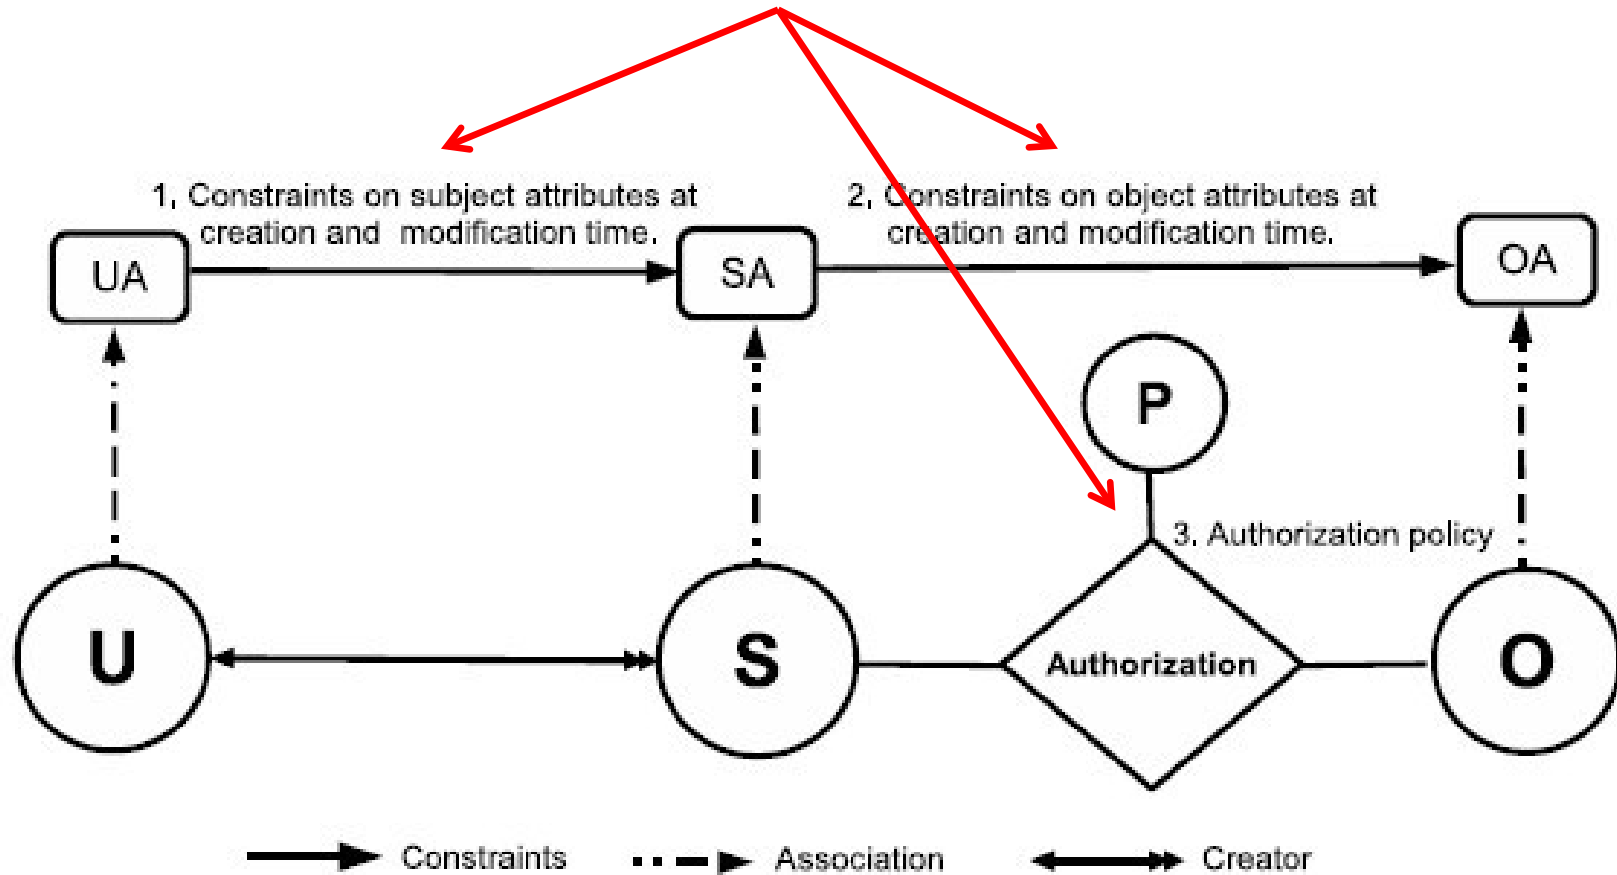 1. Constraints on subject attributes at
creation and modification time.
2. Constraints on object attributes at
creation and modification time.
UA
SA
OA
P
3. Authorization policy
U
S
Authorization
O
Constraints
Association
Creator